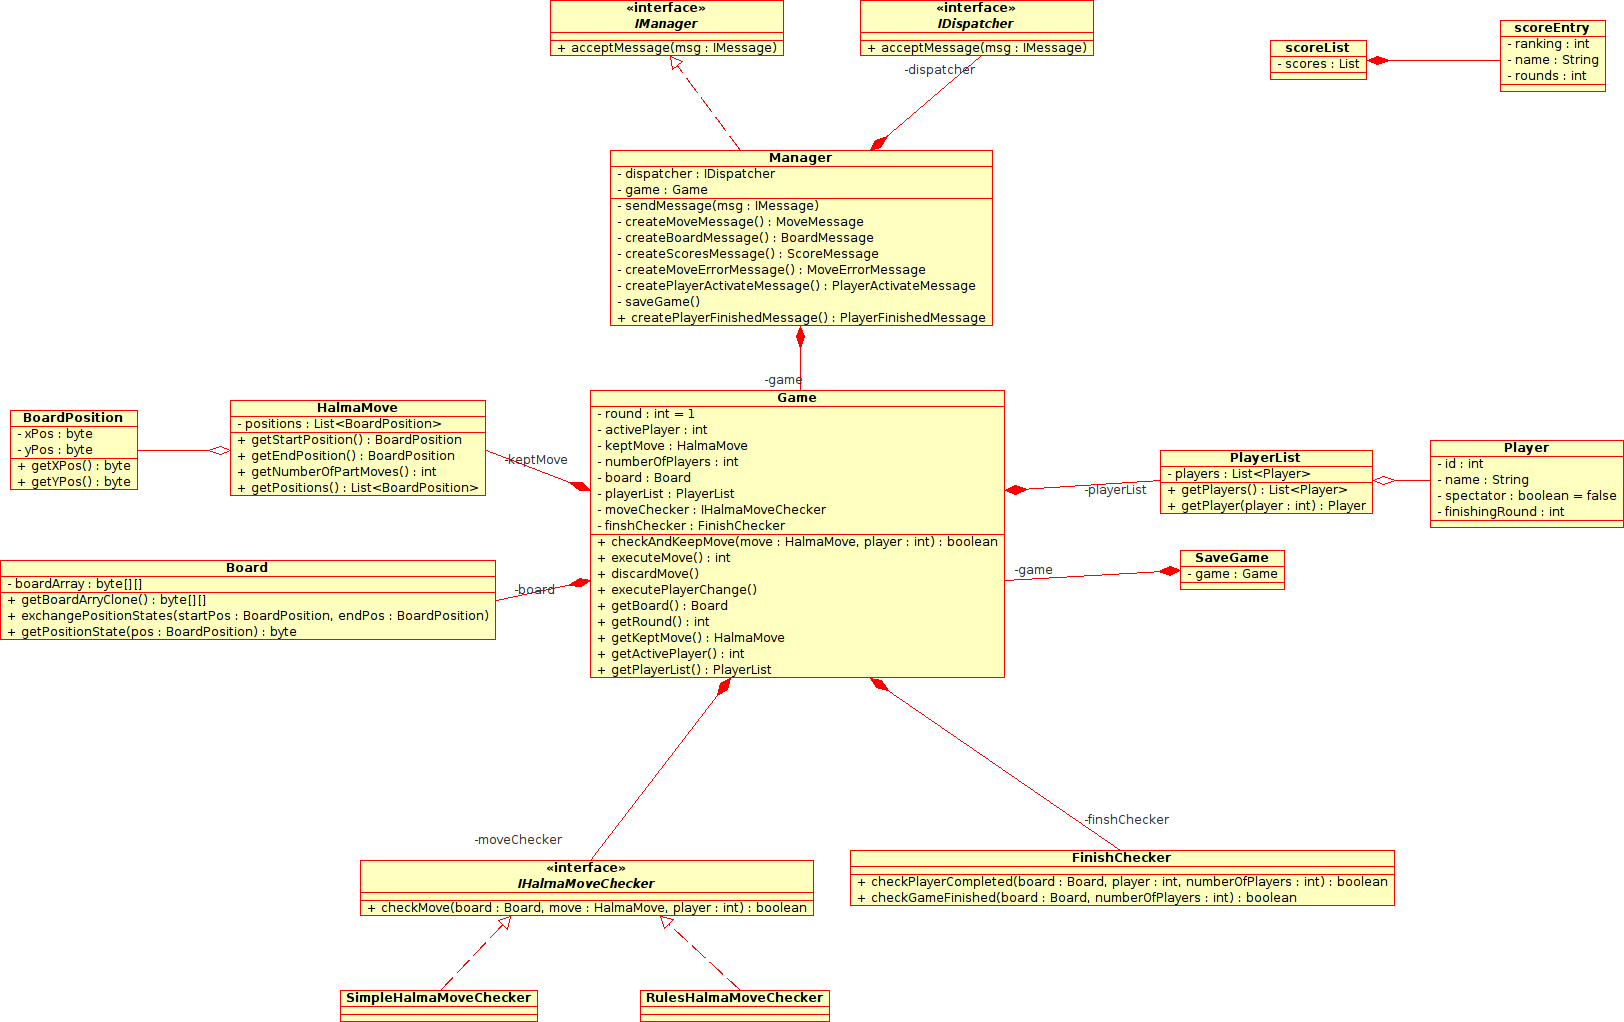 «interface»
IManager
+ acceptMessage(msg : IMessage)
«interface»
IDispatcher
+ acceptMessage(msg : IMessage)
-dispatcher
scoreList
- scores : List
scoreEntry
- ranking : int
- name : String
- rounds : int
Manager
- dispatcher : IDispatcher
- game : Game
- sendMessage(msg : IMessage)
- createMoveMessage() : MoveMessage
- createBoardMessage() : BoardMessage
- createScoresMessage() : ScoreMessage
- createMoveErrorMessage() : MoveErrorMessage
- createPlayerActivateMessage() : PlayerActivateMessage
- saveGame()
+ createPlayerFinishedMessage() : PlayerFinishedMessage
-game
BoardPosition
- xPos : byte
- yPos : byte
+ getXPos() : byte
+ getYPos() : byte
HalmaMove
- positions : List<BoardPosition>
+ getStartPosition() : BoardPosition
+ getEndPosition() : BoardPosition
+ getNumberOfPartMoves() : int
+ getPositions() : List<BoardPosition>
-keptMove
Game
- round : int = 1
- activePlayer : int
- keptMove : HalmaMove
- numberOfPlayers : int
- board : Board
- playerList : PlayerList
- moveChecker : IHalmaMoveChecker
- finshChecker : FinishChecker
+ checkAndKeepMove(move : HalmaMove, player : int) : boolean
+ executeMove() : int
+ discardMove()
+ executePlayerChange()
+ getBoard() : Board
+ getRound() : int
+ getKeptMove() : HalmaMove
+ getActivePlayer() : int
+ getPlayerList() : PlayerList
-playerList
PlayerList
- players : List<Player>
+ getPlayers() : List<Player>
+ getPlayer(player : int) : Player
Player
- id : int
- name : String
- spectator : boolean = false
- finishingRound : int
-game
SaveGame
- game : Game
Board
- boardArray : byte[][]
+ getBoardArryClone() : byte[][]
+ exchangePositionStates(startPos : BoardPosition, endPos : BoardPosition)
+ getPositionState(pos : BoardPosition) : byte
-board
-moveChecker
-finshChecker
«interface»
IHalmaMoveChecker
+ checkMove(board : Board, move : HalmaMove, player : int) : boolean
FinishChecker
+ checkPlayerCompleted(board : Board, player : int, numberOfPlayers : int) : boolean
+ checkGameFinished(board : Board, numberOfPlayers : int) : boolean
SimpleHalmaMoveChecker
RulesHalmaMoveChecker